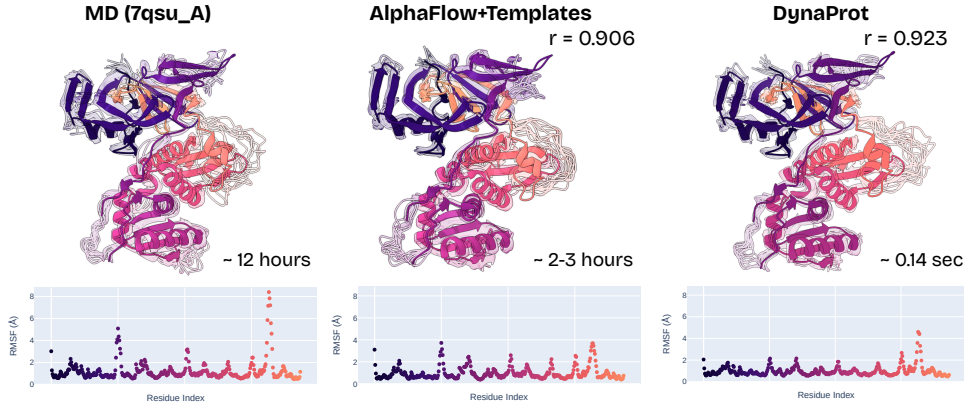 MD (7qsu_A)
AlphaFlow+Templates
r = 0.906
DynaProt
r = 0.923
~ 12 hours
~ 2-3 hours
~ 0.14 sec
RMSF (Å)
8
6
4
2
0
Residue Index
RMSF (Å)
8
6
4
2
0
Residue Index
RMSF (Å)
8
6
4
2
0
Residue Index